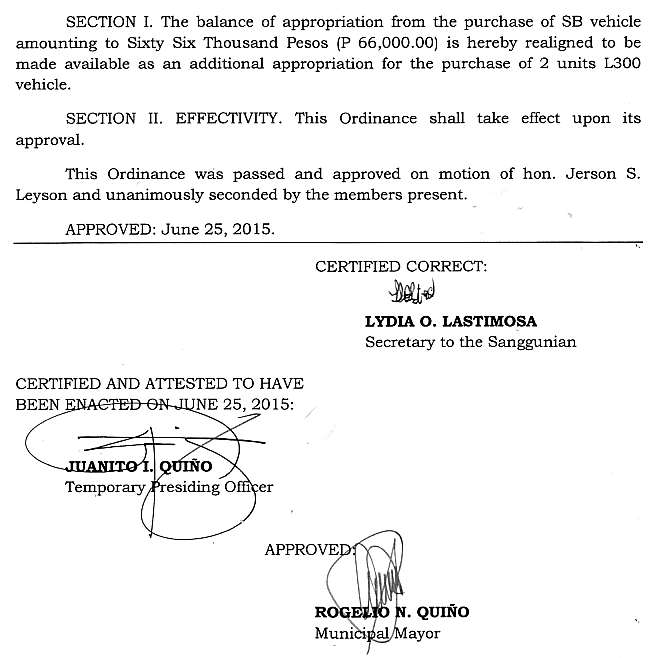 SECTION I. The balance of appropriation from the purchase of SB vehicle
amounting to Sixty Six Thousand Pesos (P 66,000.00) is hereby realigned to be
made available as an additional appropriation for the purchase of 2 units L300
vehicle.
SECTION II. EFFECTIVITY. This Ordinance shall take effect upon its
approval.
This Ordinance was passed and approved on motion of hon. Jerson S.
Leyson and unanimously seconded by the members present.
APPROVED: June 25, 2015.
CERTIFIED CORRECT:
LYDIA O. LASTIMOSA
Secretary to the Sanggunian
CERTIFIED AND ATTESTED TO HAVE
BEEN ENACTED ON JUNE 25, 2015:
JUANITO I. QUIÑO
Temporary Presiding Officer
APPROVED:
ROGELIO N. QUIÑO
Municipal Mayor